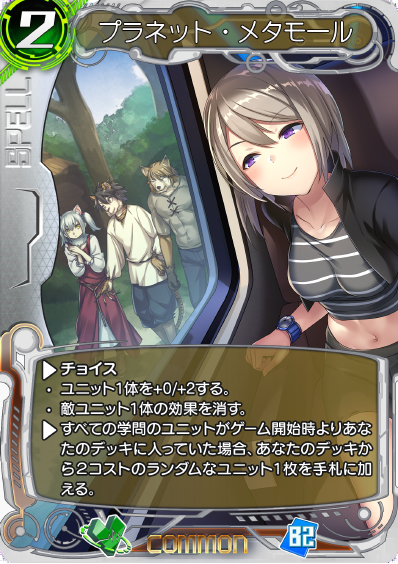 2
プラネット・メタモール
SPELL
▶ チョイス
・ ユニット1体を+0/+2する。
・ 敵ユニット1体の効果を消す。
▶ すべての学問のユニットがゲーム開始時よりあな
たのデッキに入っていた場合、あなたのデッキか
ら2コストのランダムなユニット1枚を手札に加
える。
COMMON
B2